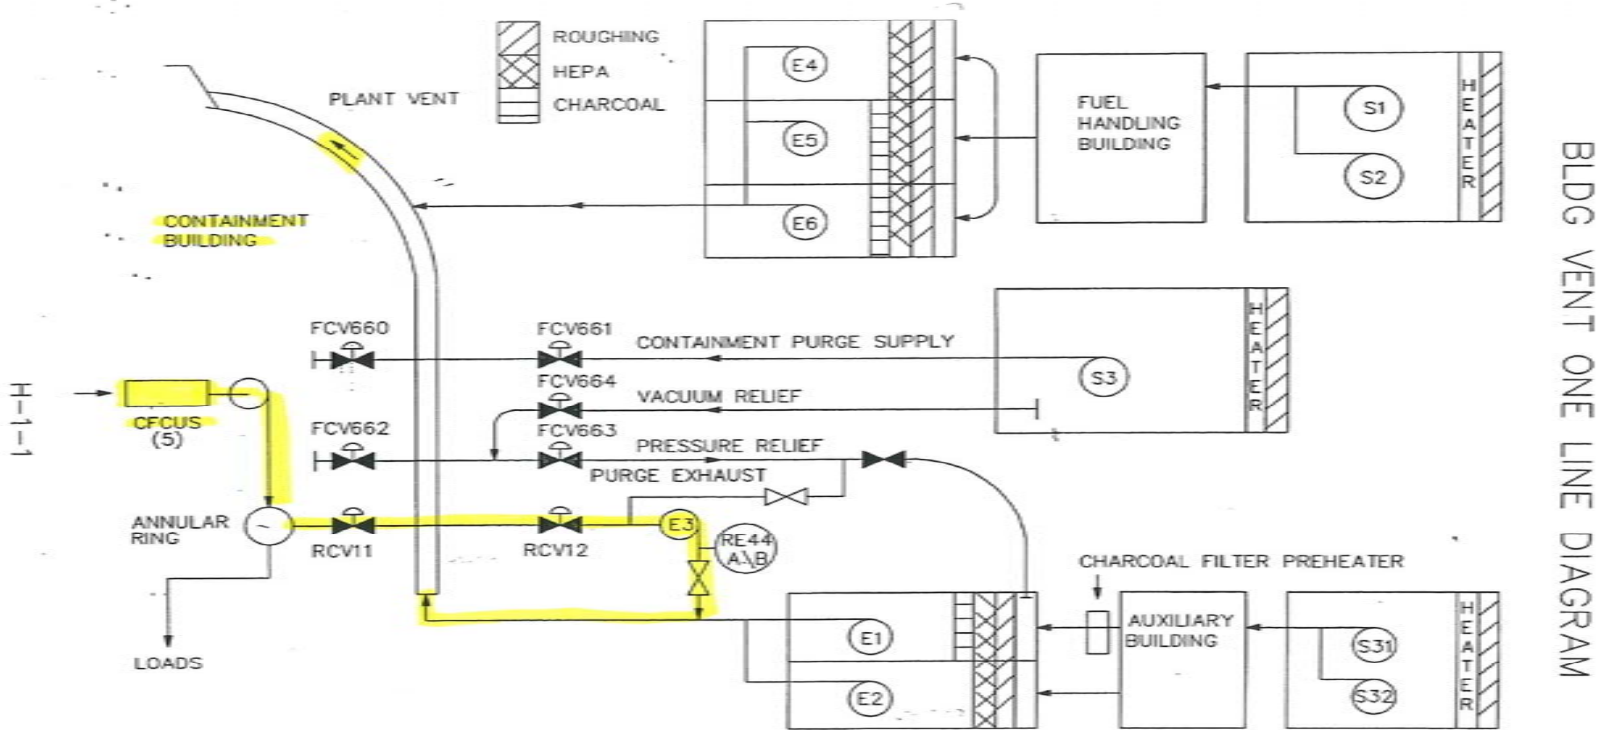 ROUGHING
HEPA
CHARCOAL
PLANT VENT
CONTAINMENT
BUILDING
E4
E5
E6
FUEL
HANDLING
BUILDING
S1
S2
HEATER
BLDG VENT ONE LINE DIAGRAM
FCV660
FCV661
CONTAINMENT PURGE SUPPLY
S3
HEATER
FCV664
VACUUM RELIEF
H-1-1
CFCUS
(5)
FCV662
FCV663
PRESSURE RELIEF
PURGE EXHAUST
ANNULAR
RING
RCV11
RCV12
E3
RE44
A\B
CHARCOAL FILTER PREHEATER
LOADS
E1
E2
AUXILIARY
BUILDING
S31
S32
HEATER